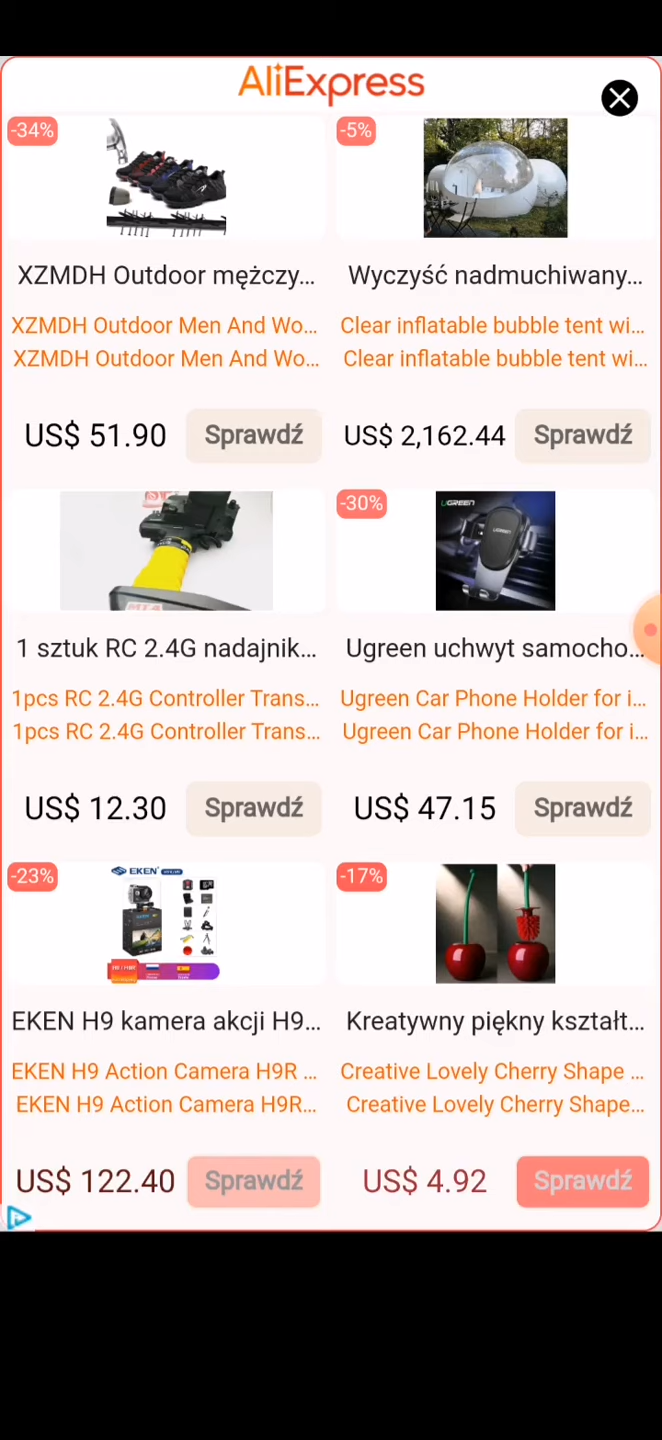 AliExpress
-34%
-5%
XZMDH Outdoor mężczy...
Wyczyść nadmuchiwany...
XZMDH Outdoor Men And Wo...
Clear inflatable bubble tent wi...
XZMDH Outdoor Men And Wo...
Clear inflatable bubble tent wi...
US$ 51.90
Sprawdź
US$ 2,162.44
Sprawdź
-30%
UGREEN
UGREEN
MT4
1 sztuk RC 2.4G nadajnik...
Ugreen uchwyt samocho...
1pcs RC 2.4G Controller Trans...
Ugreen Car Phone Holder for i...
1pcs RC 2.4G Controller Trans...
Ugreen Car Phone Holder for i...
US$ 12.30
Sprawdź
US$ 47.15
Sprawdź
-23%
EKEN
-17%
EKEN H9 kamera akcji H9...
Kreatywny piękny kształt...
EKEN H9 Action Camera H9R ...
Creative Lovely Cherry Shape ...
EKEN H9 Action Camera H9R...
Creative Lovely Cherry Shape...
US$ 122.40
Sprawdź
US$ 4.92
Sprawdź